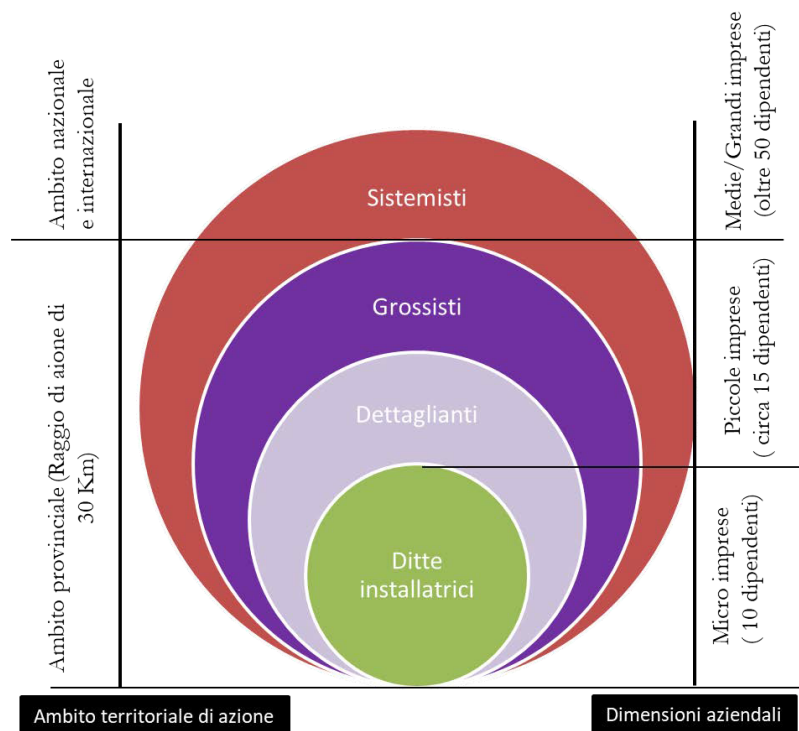 Ambito nazionale
e internazionale
Medie/Grandi imprese
(oltre 50 dipendenti)
Sistemisti
Grossisti
Dettaglianti
Ditte
installatrici
Ambito provinciale (Raggio di aione di
30 Km)
Piccole imprese
( circa 15 dipendenti)
Micro imprese
( 10 dipendenti)
Ambito territoriale di azione
Dimensioni aziendali